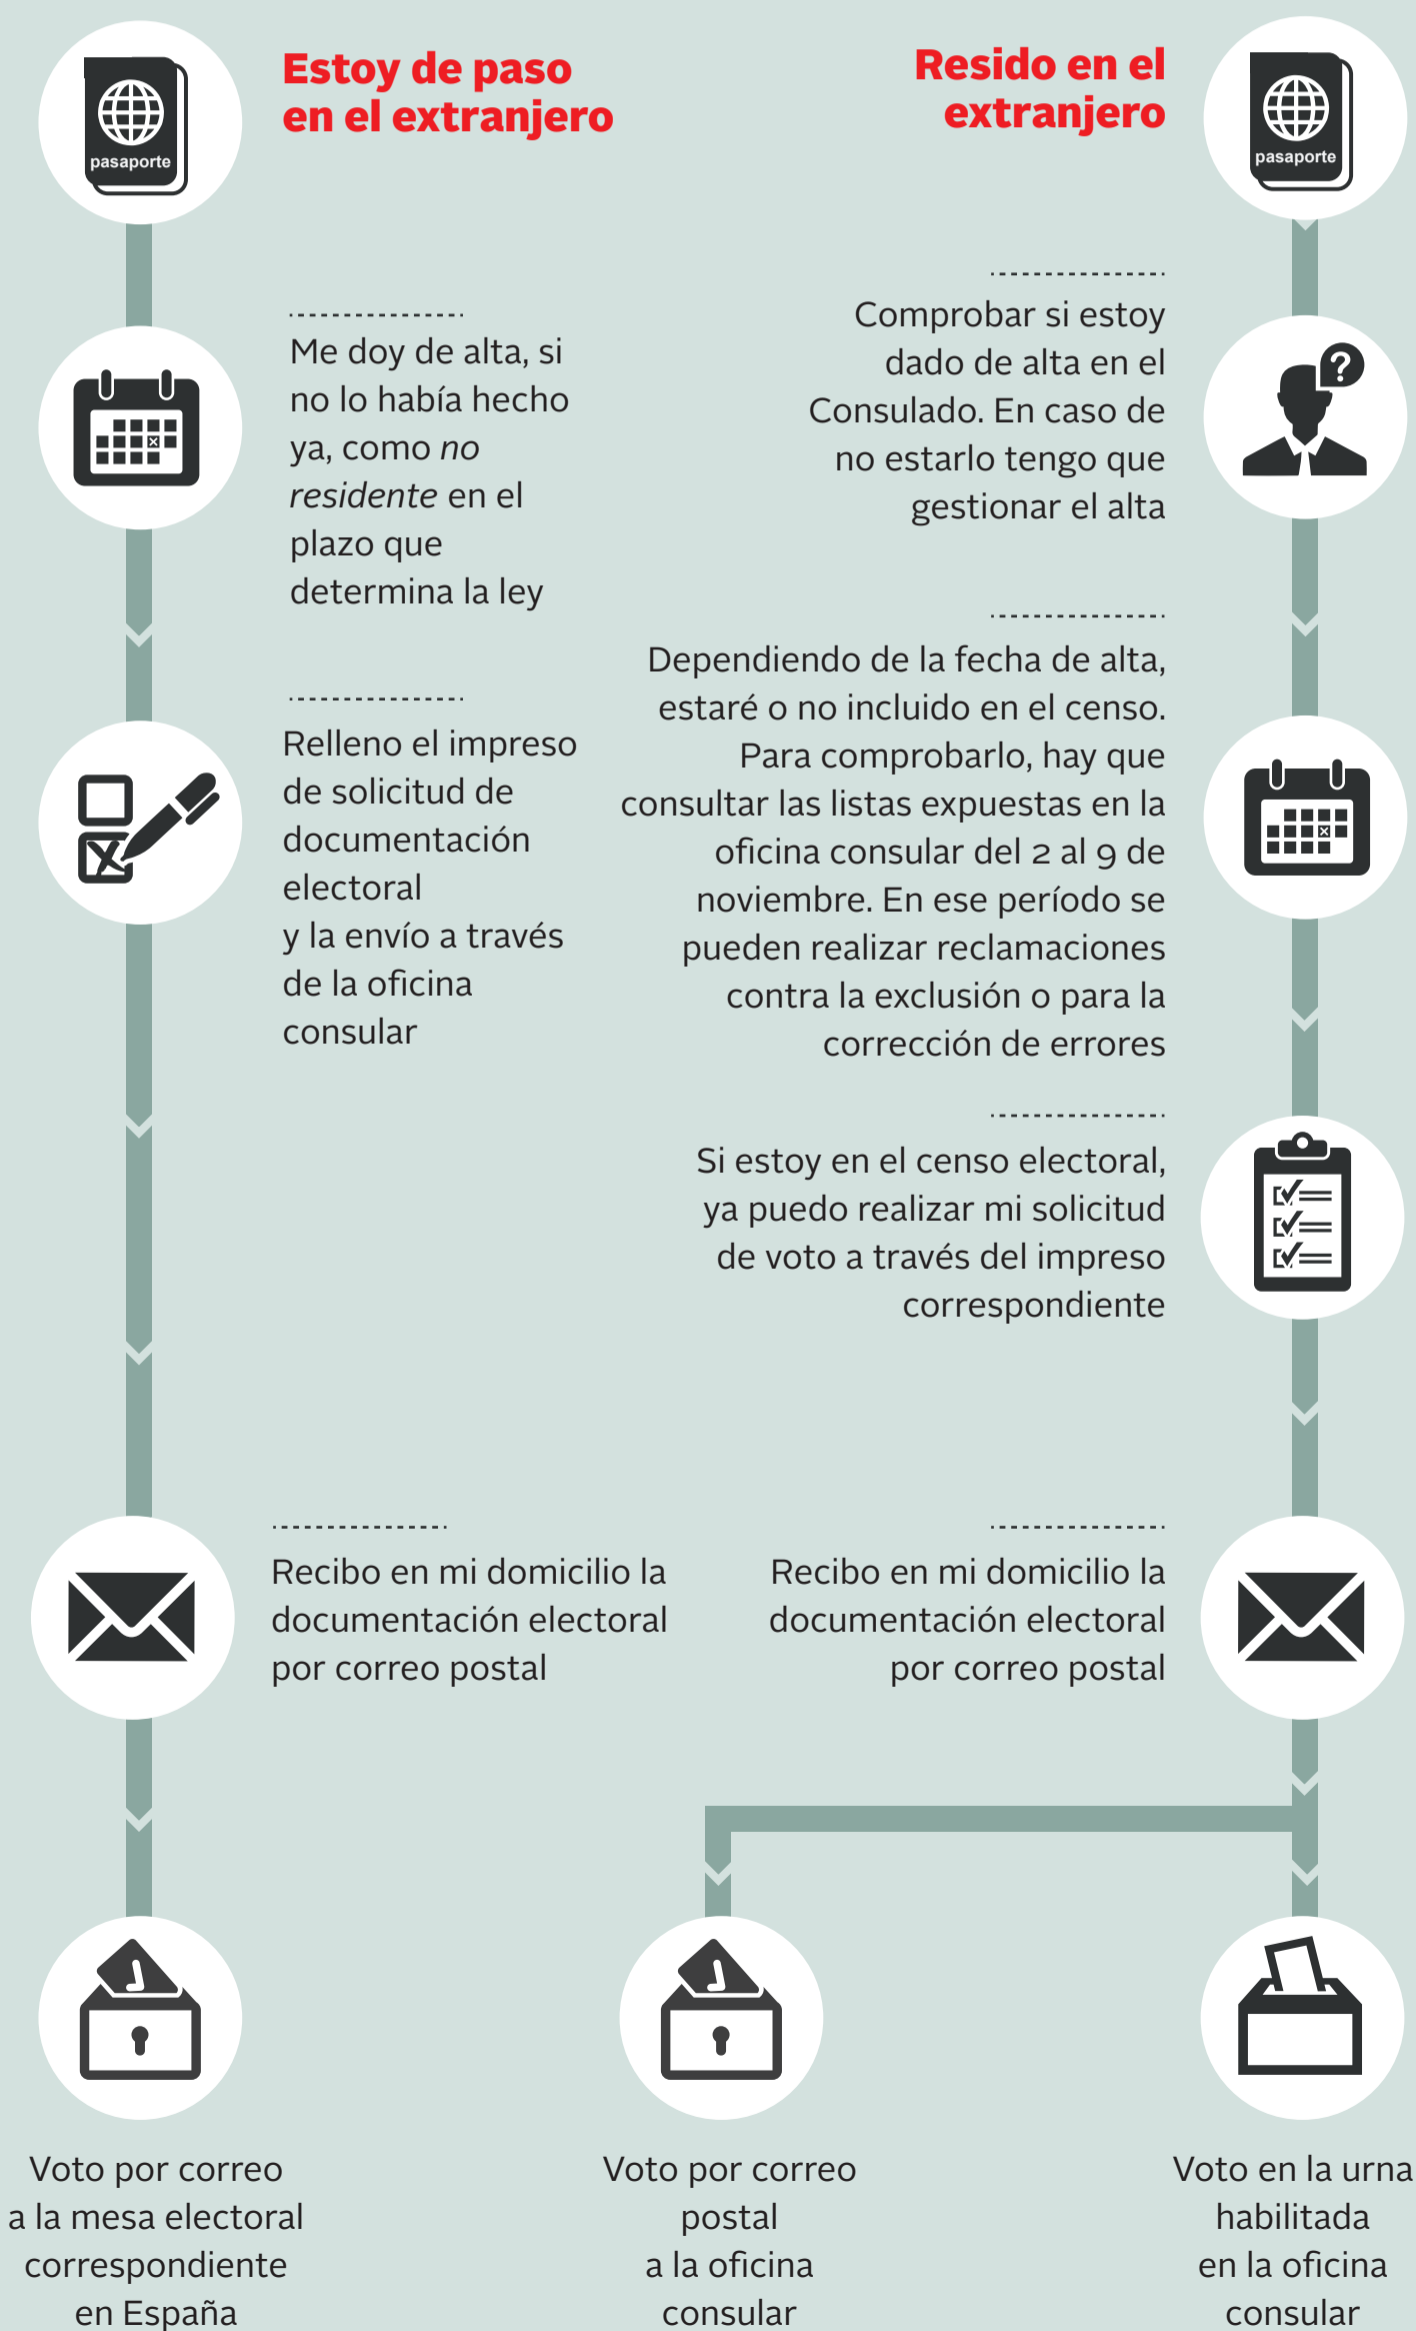 pasaporte
Estoy de paso
en el extranjero
Me doy de alta, si
no lo había hecho
ya, como no
residente en el
plazo que
determina la ley
Relleno el impreso
de solicitud de
documentación
electoral
y la envío a través
de la oficina
consular
Recibo en mi domicilio la
documentación electoral
por correo postal
Voto por correo
a la mesa electoral
correspondiente
en España
Resido en el
extranjero
pasaporte
Comprobar si estoy
dado de alta en el
Consulado. En caso de
no estarlo tengo que
gestionar el alta
?
Dependiendo de la fecha de alta,
estaré o no incluido en el censo.
Para comprobarlo, hay que
consultar las listas expuestas en la
oficina consular del 2 al 9 de
noviembre. En ese período se
pueden realizar reclamaciones
contra la exclusión o para la
corrección de errores
Si estoy en el censo electoral,
ya puedo realizar mi solicitud
de voto a través del impreso
correspondiente
Recibo en mi domicilio la
documentación electoral
por correo postal
Voto por correo
postal
a la oficina
consular
Voto en la urna
habilitada
en la oficina
consular